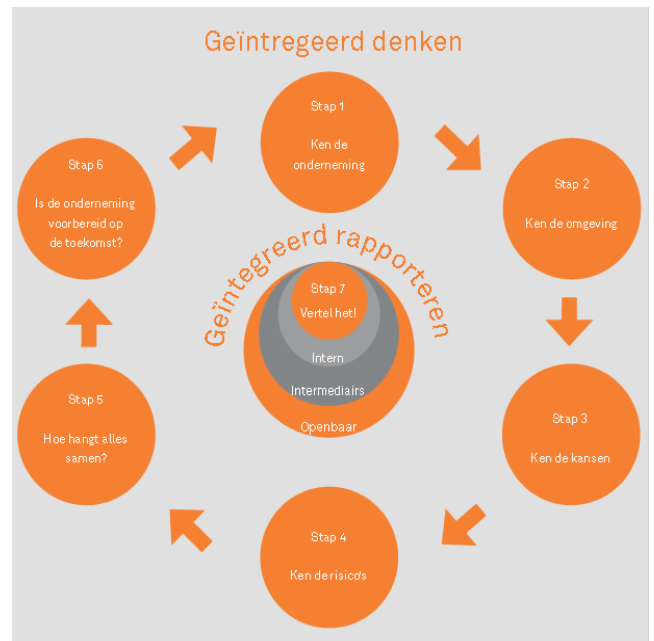 Geïntregeerd denken
Stap 1
Ken de
onderneming
Stap 2
Ken de omgeving
Stap 3
Ken de kansen
Stap 4
Ken de risico's
Stap 5
Hoe hangt alles
samen?
Stap 6
Is de onderneming
voorbereid op
de toekomst?
Geïntegreerd rapporteren
Stap 7
Vertel het!
Intern
Intermediairs
Openbaar